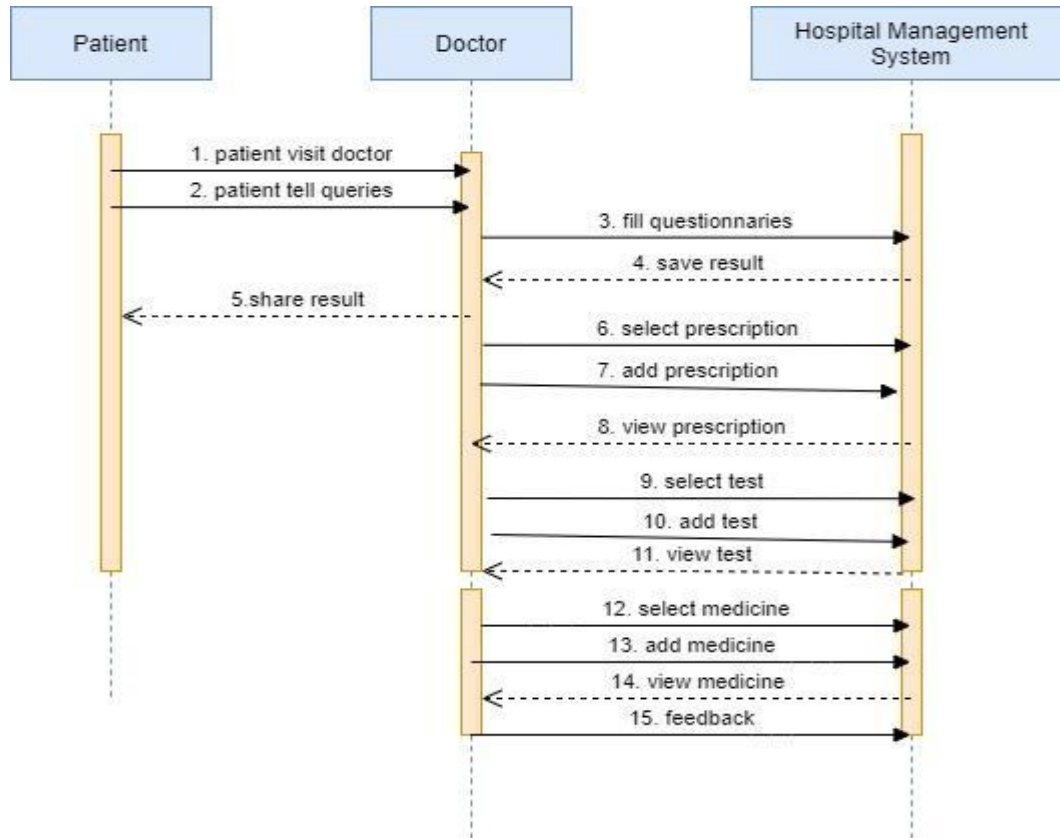 Patient
Doctor
Hospital Management
System
1. patient visit doctor
2. patient tell queries
3. fill questionnaries
4. save result
5.share result
6. select prescription
7. add prescription
8. view prescription
9. select test
10. add test
11. view test
12. select medicine
13. add medicine
14. view medicine
15. feedback